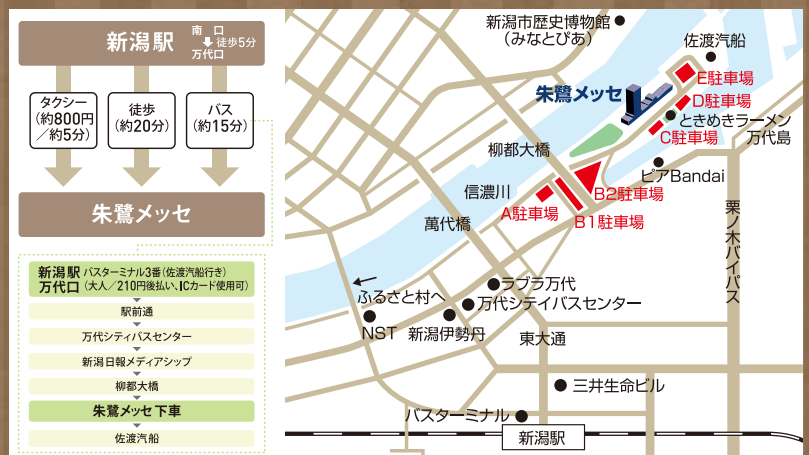 新潟駅
南　口
徒歩5分
万代口
タクシー
(約800円
／約5分)
徒歩
(約20分)
バス
(約15分)
朱鷺メッセ
新潟駅 バスターミナル3番(佐渡汽船行き)
万代口 (大人／210円後払い、ICカード使用可)
駅前通
万代シティバスセンター
新潟日報メディアシップ
柳都大橋
朱鷺メッセ 下車
佐渡汽船
新潟市歴史博物館
(みなとぴあ)
佐渡汽船
E駐車場
朱鷺メッセ
D駐車場
ときめきラーメン
万代島
C駐車場
柳都大橋
ピアBandai
信濃川
B2駐車場
A駐車場
B1駐車場
萬代橋
栗ノ木バイパス
ラブラ万代
ふるさと村へ
万代シテイバスセンター
NST
新潟伊勢丹
東大通
三井生命ビル
バスターミナル
新潟駅